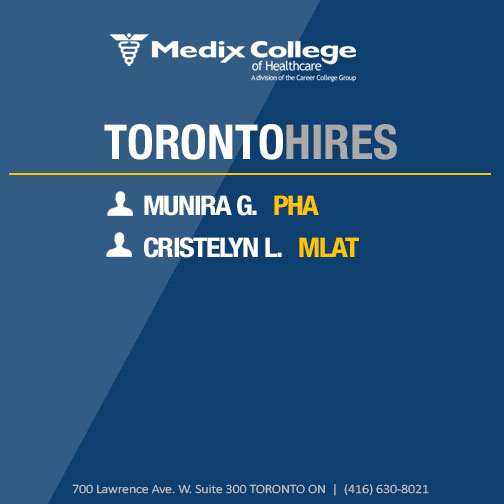 Medix College
of Healthcare
A division of the Career College Group
TORONTOHIRES
MUNIRA G. PHA
CRISTELYN L. MLAT
700 Lawrence Ave. W. Suite 300 TORONTO ON | (416) 630-8021